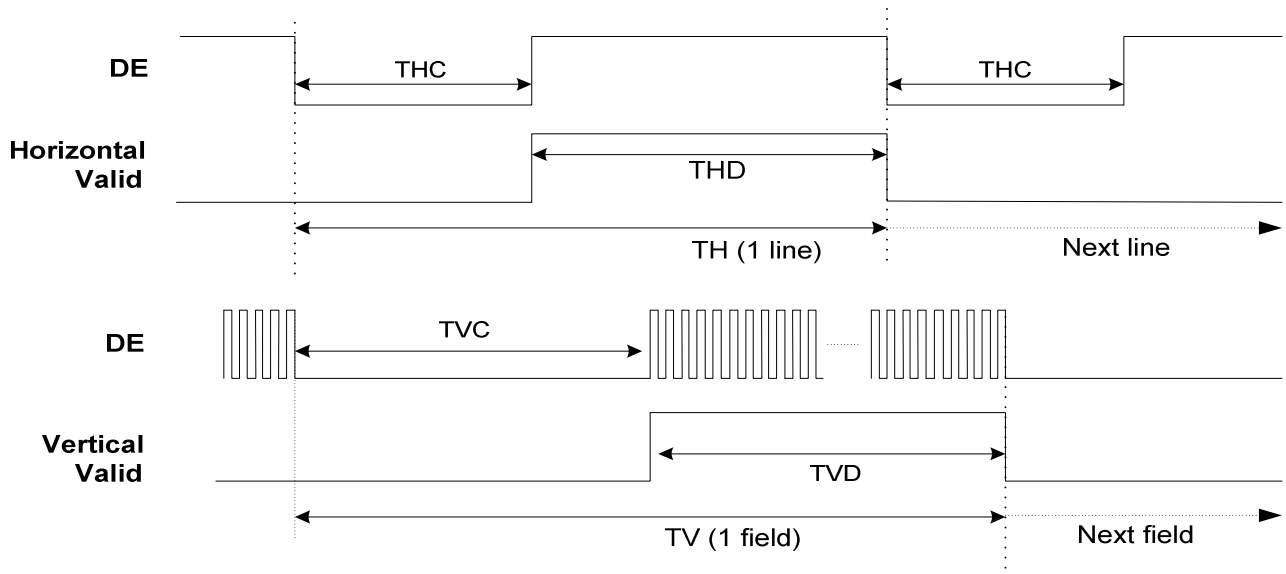 DE
THC
THC
Horizontal
Valid
THD
TH (1 line)
Next line
DE
TVC
Vertical
Valid
TVD
TV (1 field)
Next field